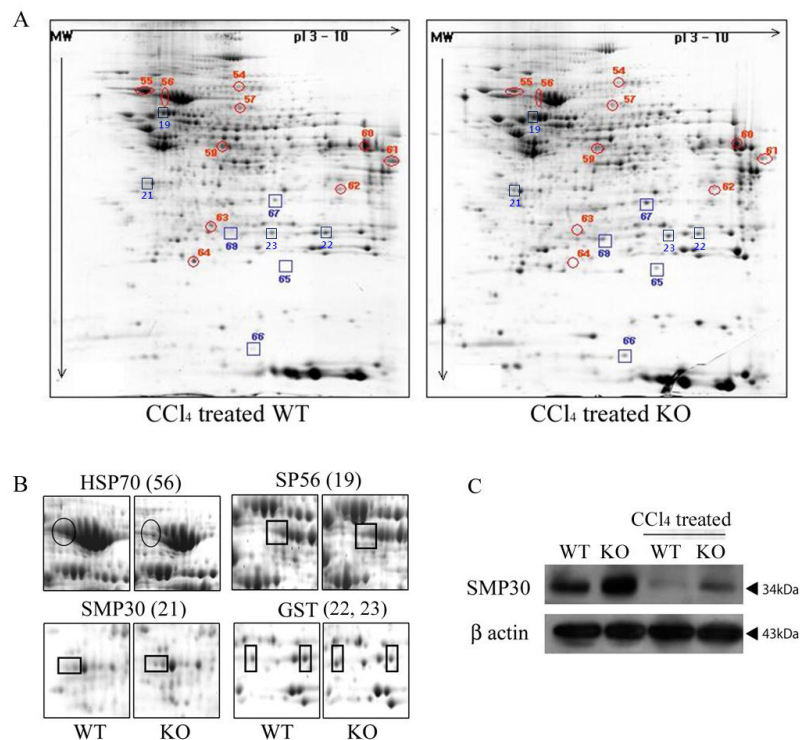 A
MW
pI 3 - 10
54
55
56
57
19
59
60
61
21
62
67
63
69
23
22
64
65
66
CCl4 treated WT
MW
pI 3 - 10
54
55
56
57
19
59
60
61
21
62
67
63
69
23
22
64
65
66
CCl4 treated KO
B
HSP70 (56)
SP56 (19)
SMP30 (21)
GST (22, 23)
WT
KO
WT
KO
C
CCl4 treated
WT KO WT KO
SMP30
34kDa
β actin
43kDa